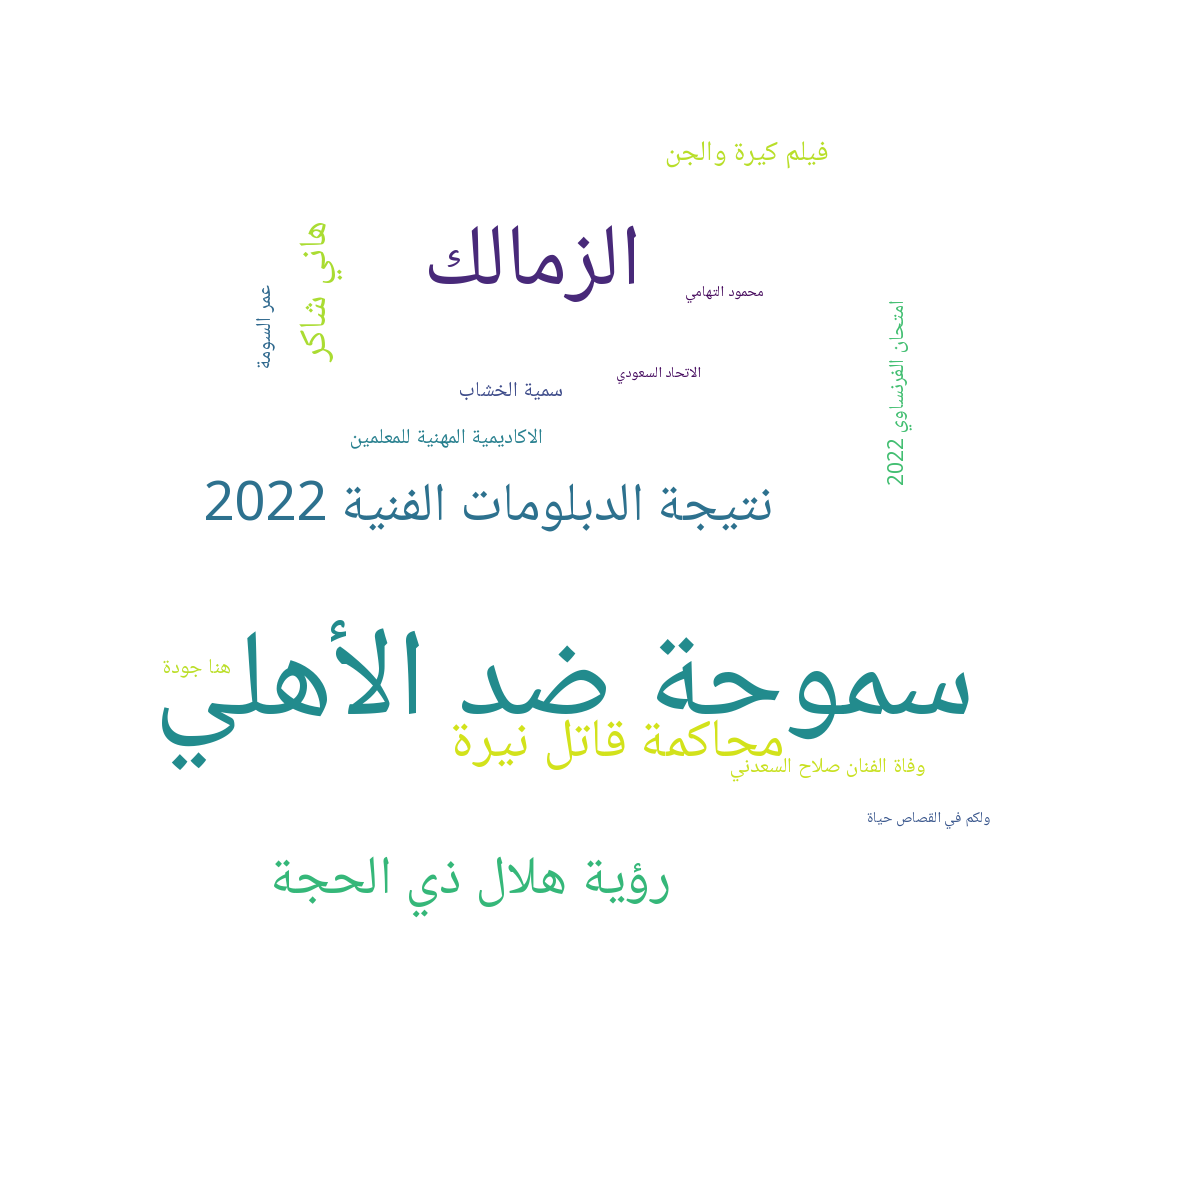 فيلم كيرة والجن
الزمالك
هاني شاكر
عمر السومة
محمود التهامي
امتحان الفرنساوي 2022
الاتحاد السعودي
سمية الخشاب
الاكاديمية المهنية للمعلمين
نتيجة الدبلومات الفنية 2022
سموحة ضد الأهلي
هنا جودة
محاكمة قاتل نيرة
وفاة الفنان صلاح السعدني
ولكم في القصاص حياة
رؤية هلال ذي الحجة